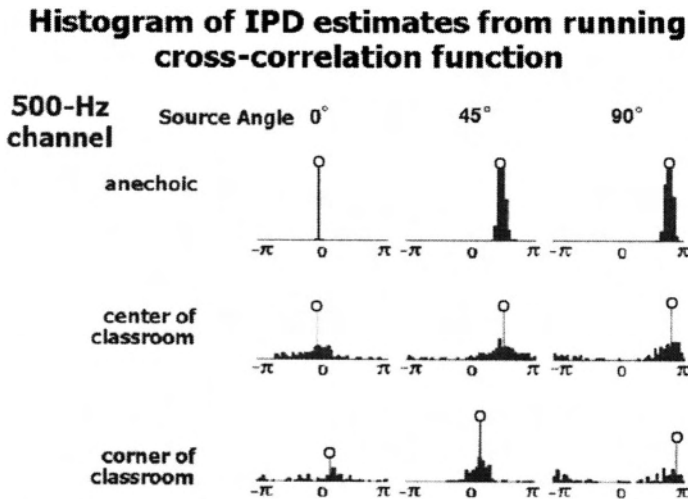 Histogram of IPD estimates from running
cross-correlation function
500-Hz
channel
Source Angle 0° 45° 90°
anechoic
-π 0 π -π 0 π -π 0 π
center of
classroom
-π 0 π -π 0 π -π 0 π
corner of
classroom
-π 0 π -π 0 π -π 0 π